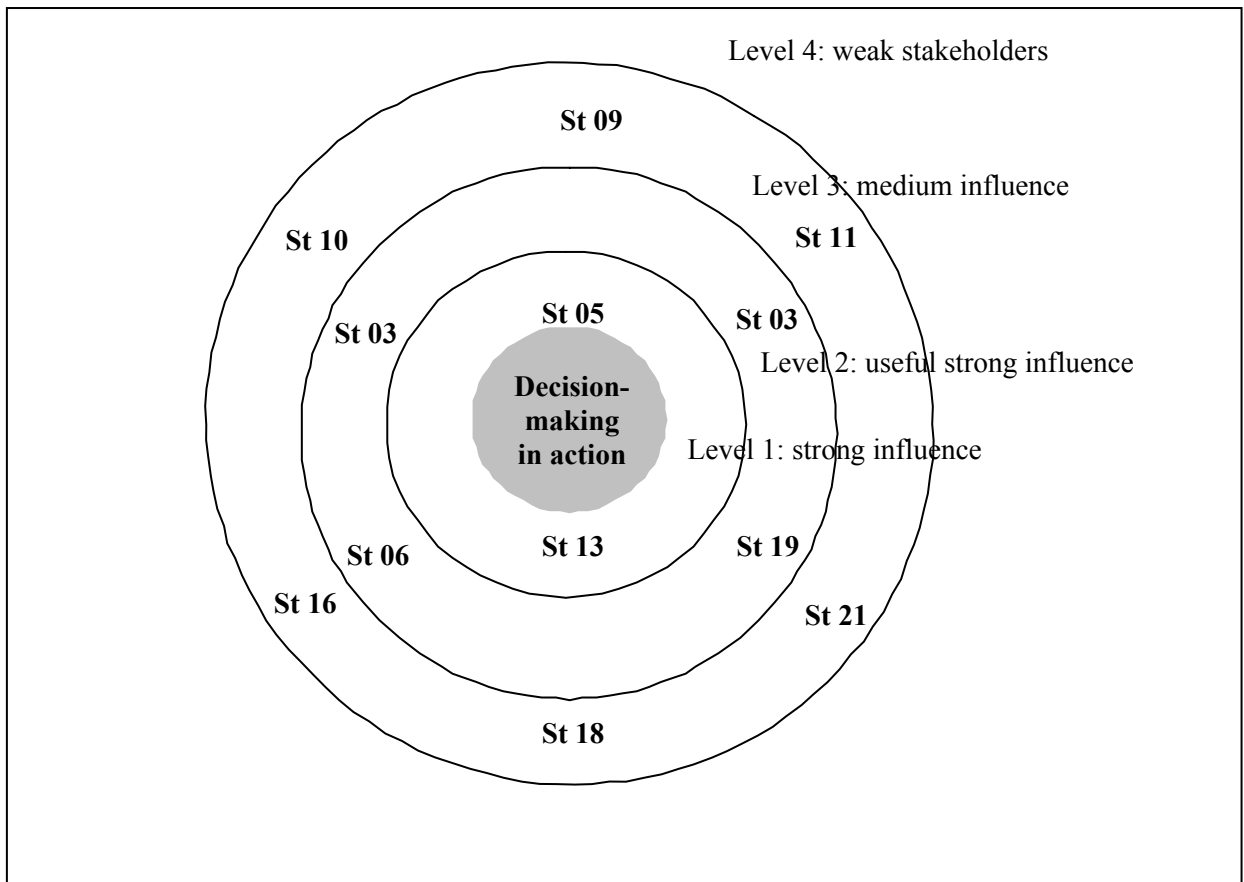 Level 4: weak stakeholders
St 09
Level 3: medium influence
St 10
St 11
St 05
St 03
St 03
Level 2: useful strong influence
Decision-
making
in action
Level 1: strong influence
St 13
St 19
St 06
St 16
St 21
St 18